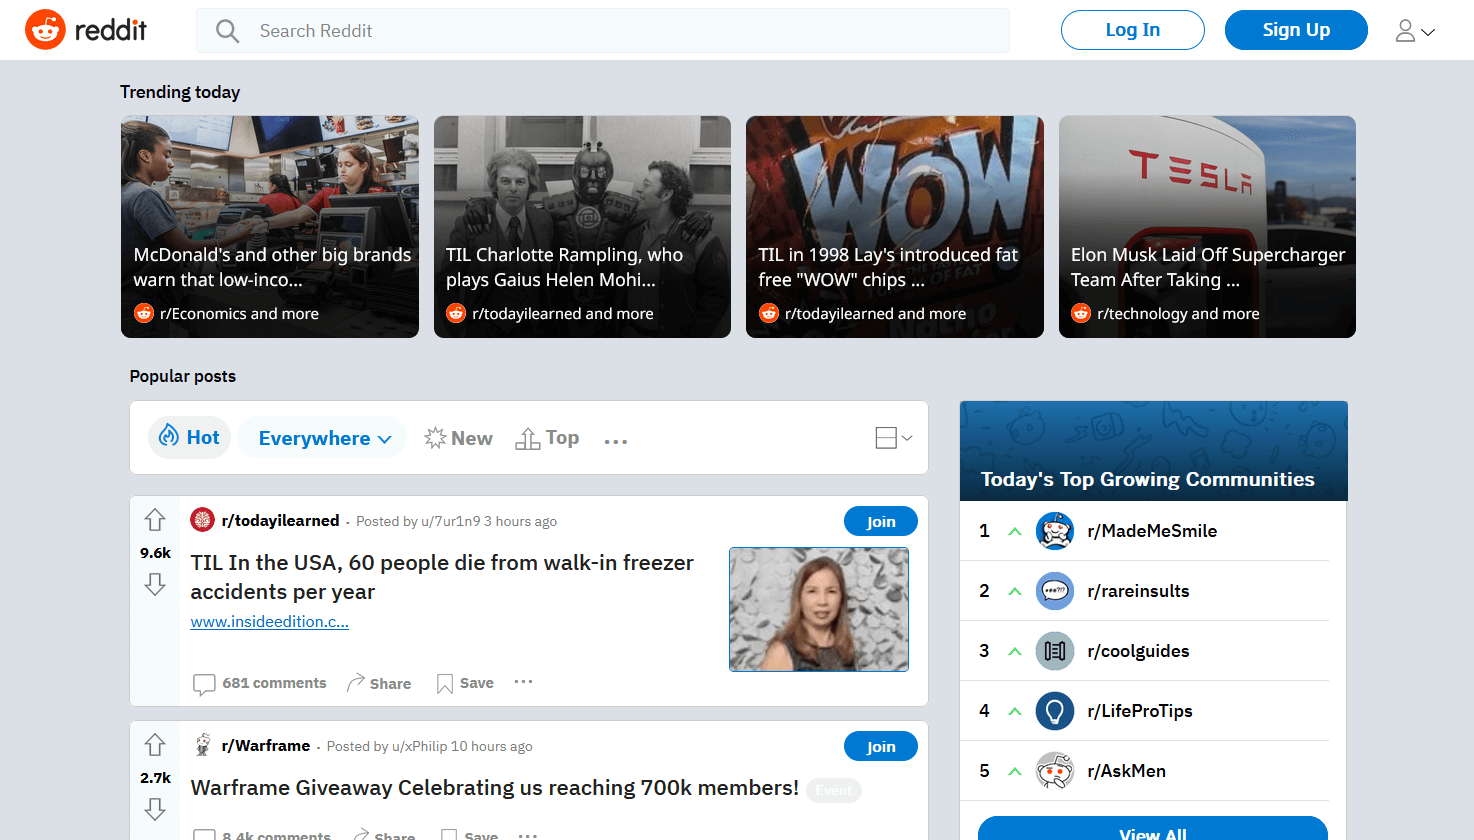 reddit
Search Reddit
Log In
Sign Up
Trending today
McDonald's and other big brands
warn that low-inco...
r/Economics and more
TIL Charlotte Rampling, who
plays Gaius Helen Mohi...
r/todayilearned and more
WOW
TIL in 1998 Lay's introduced fat
free "WOW" chips ...
OF FAT
r/todayilearned and more
Nacho
TESLA
Elon Musk Laid Off Supercharger
Team After Taking ...
r/technology and more
Popular posts
Hot
Everywhere
New
Top
...
Today's Top Growing Communities
1 r/MadeMeSmile
2 r/rareinsults
3 r/coolguides
4 r/LifeProTips
5 r/AskMen
View All
r/todayilearned · Posted by u/7ur1n9 3 hours ago
Join
9.6k
TIL In the USA, 60 people die from walk-in freezer
accidents per year
www.insideedition.c...
681 comments
Share
Save
...
r/Warframe · Posted by u/xPhilip 10 hours ago
Join
2.7k
Warframe Giveaway Celebrating us reaching 700k members!
Event
8.4k comments
Share
Save
...